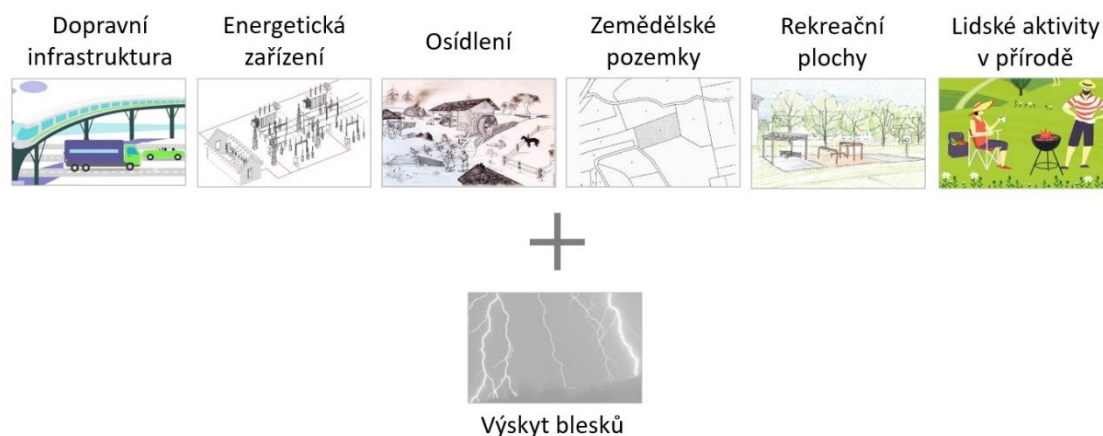 Dopravní
infrastruktura
Energetická
zařízení
Osídlení
Zemědělské
pozemky
Rekreační
plochy
Lidské aktivity
v přírodě
Výskyt blesků